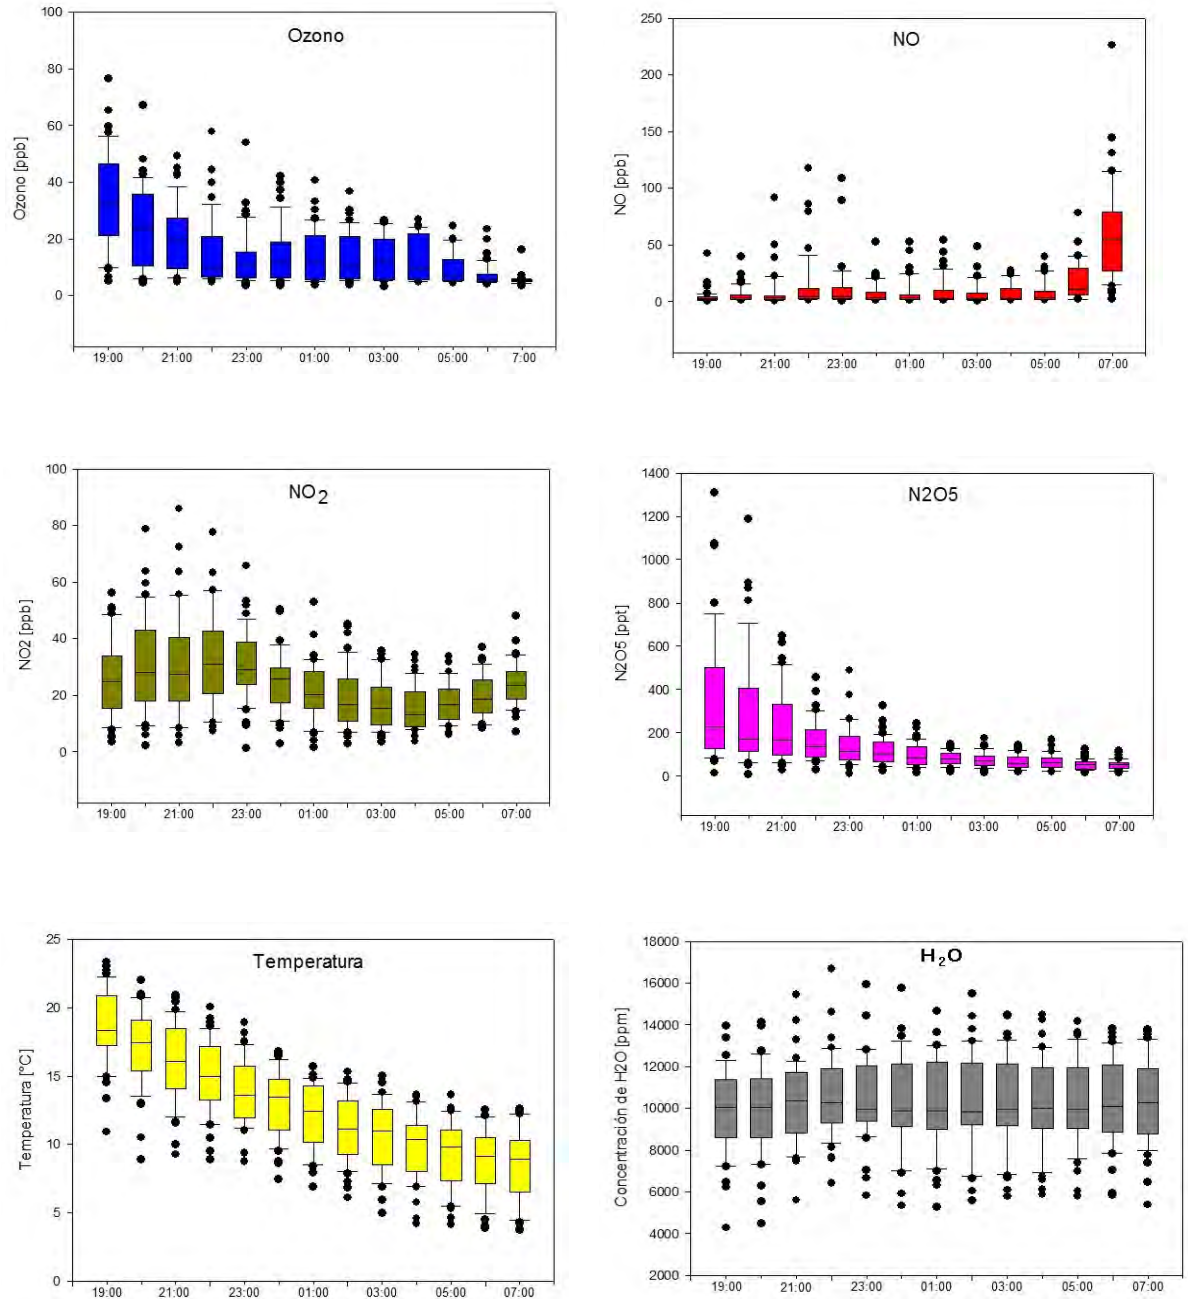 Ozono
Ozono [ppb]
100
80
60
40
20
0
19:00 21:00 23:00 01:00 03:00 05:00 7:00
NO
NO [ppb]
250
200
150
100
50
0
19:00 21:00 23:00 01:00 03:00 05:00 07:00
NO2
NO2 [ppb]
100
80
60
40
20
0
19:00 21:00 23:00 01:00 03:00 05:00 07:00
N2O5
N2O5 [ppt]
1400
1200
1000
800
600
400
200
0
19:00 21:00 23:00 01:00 03:00 05:00 07:00
Temperatura
Temperatura [°C]
25
20
15
10
5
0
19:00 21:00 23:00 01:00 03:00 05:00 07:00
H2O
Concentración de H2O [ppm]
18000
16000
14000
12000
10000
8000
6000
4000
2000
19:00 21:00 23:00 01:00 03:00 05:00 07:00